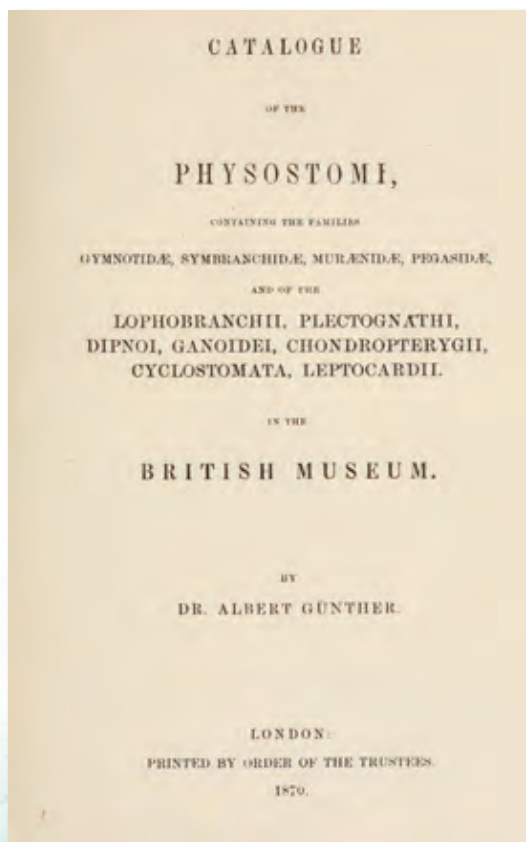 CATALOGUE
OF THE
PHYSOSTOMI,
CONTAINING THE FAMILIES
GYMNOTIDÆ, SYMBRANCHIDÆ, MURÆNIDÆ, PEGASIDÆ,
AND OF THE
LOPHOBRANCHII, PLECTOGNATHI,
DIPNOI, GANOIDEI, CHONDROPTERYGII,
CYCLOSTOMATA, LEPTOCARDII.
IN THE
BRITISH MUSEUM.
BY
DR. ALBERT GÜNTHER.
LONDON:
PRINTED BY ORDER OF THE TRUSTEES.
1870.